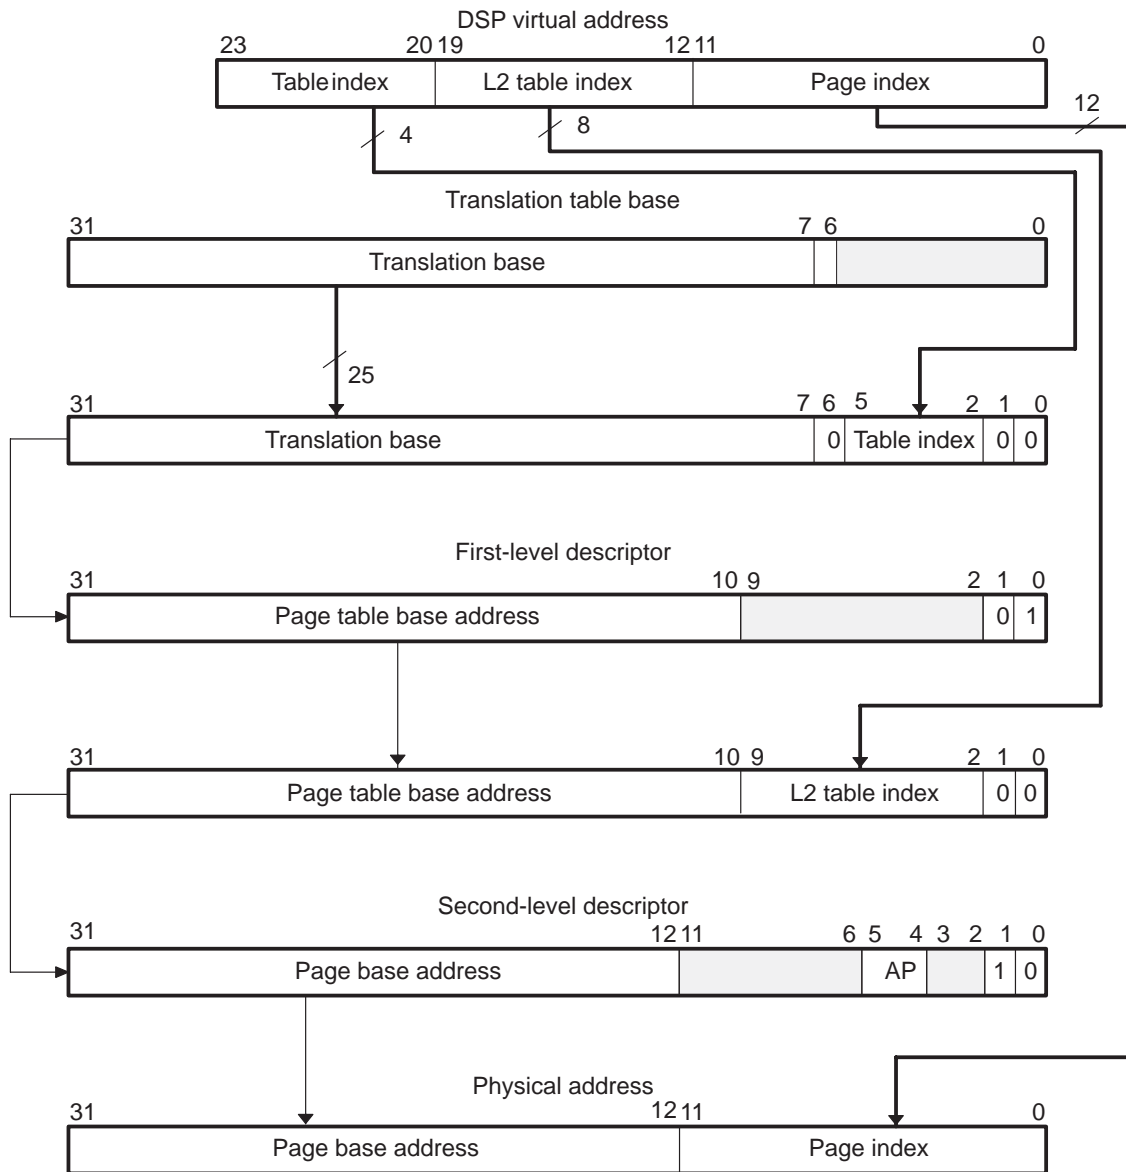 DSP virtual address
23 20 19 12 11 0
Table index L2 table index Page index
12
4 8
Translation table base
31 7 6 0
Translation base
25
31 7 6 5 2 1 0
Translation base 0 Table index 0 0
First-level descriptor
31 10 9 2 1 0
Page table base address 0 1
31 10 9 2 1 0
Page table base address L2 table index 0 0
Second-level descriptor
31 12 11 6 5 4 3 2 1 0
Page base address AP 1 0
Physical address
31 12 11 0
Page base address Page index